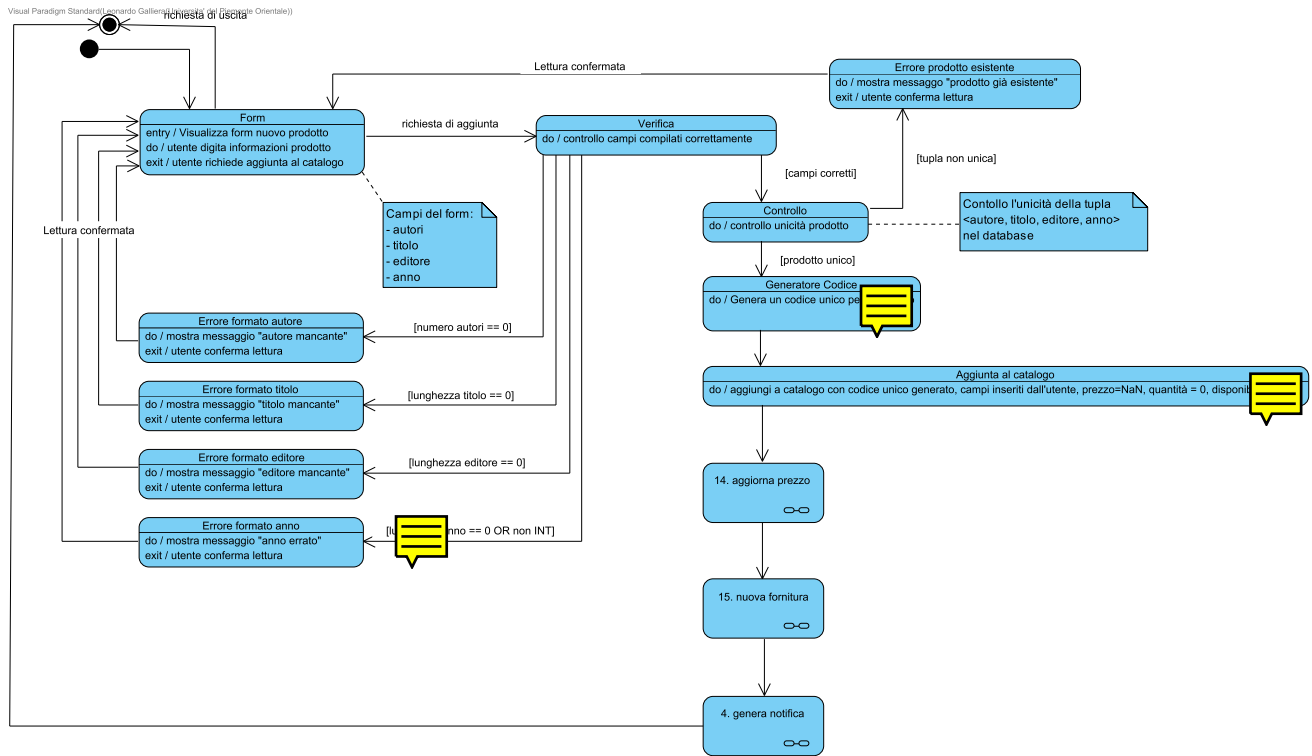 Visual Paradigm Standard(Leonardo Galliera(Universita' del Piemonte Orientale))
richiesta di uscita
Lettura confermata
Errore prodotto esistente
do / mostra messaggo "prodotto già esistente"
exit / utente conferma lettura
Form
entry / Visualizza form nuovo prodotto
do / utente digita informazioni prodotto
exit / utente richiede aggiunta al catalogo
richiesta di aggiunta
Verifica
do / controllo campi compilati correttamente
[tupla non unica]
[campi corretti]
Campi del form:
- autori
- titolo
- editore
- anno
Controllo
do / controllo unicità prodotto
Contollo l'unicità della tupla
<autore, titolo, editore, anno>
nel database
Lettura confermata
[prodotto unico]
Generatore Codice
do / Genera un codice unico
Errore formato autore
do / mostra messaggio "autore mancante"
exit / utente conferma lettura
[numero autori == 0]
Aggiunta al catalogo
do / aggiungi a catalogo con codice unico generato, campi inseriti dall'utente, prezzo=NaN, quantità = 0,
Errore formato titolo
do / mostra messaggio "titolo mancante"
exit / utente conferma lettura
[lunghezza titolo == 0]
Errore formato editore
do / mostra messaggio "editore mancante"
exit / utente conferma lettura
[lunghezza editore == 0]
14. aggiorna prezzo
Errore formato anno
do / mostra messaggio "anno errato"
exit / utente conferma lettura
== 0 OR non INT]
15. nuova fornitura
4. genera notifica